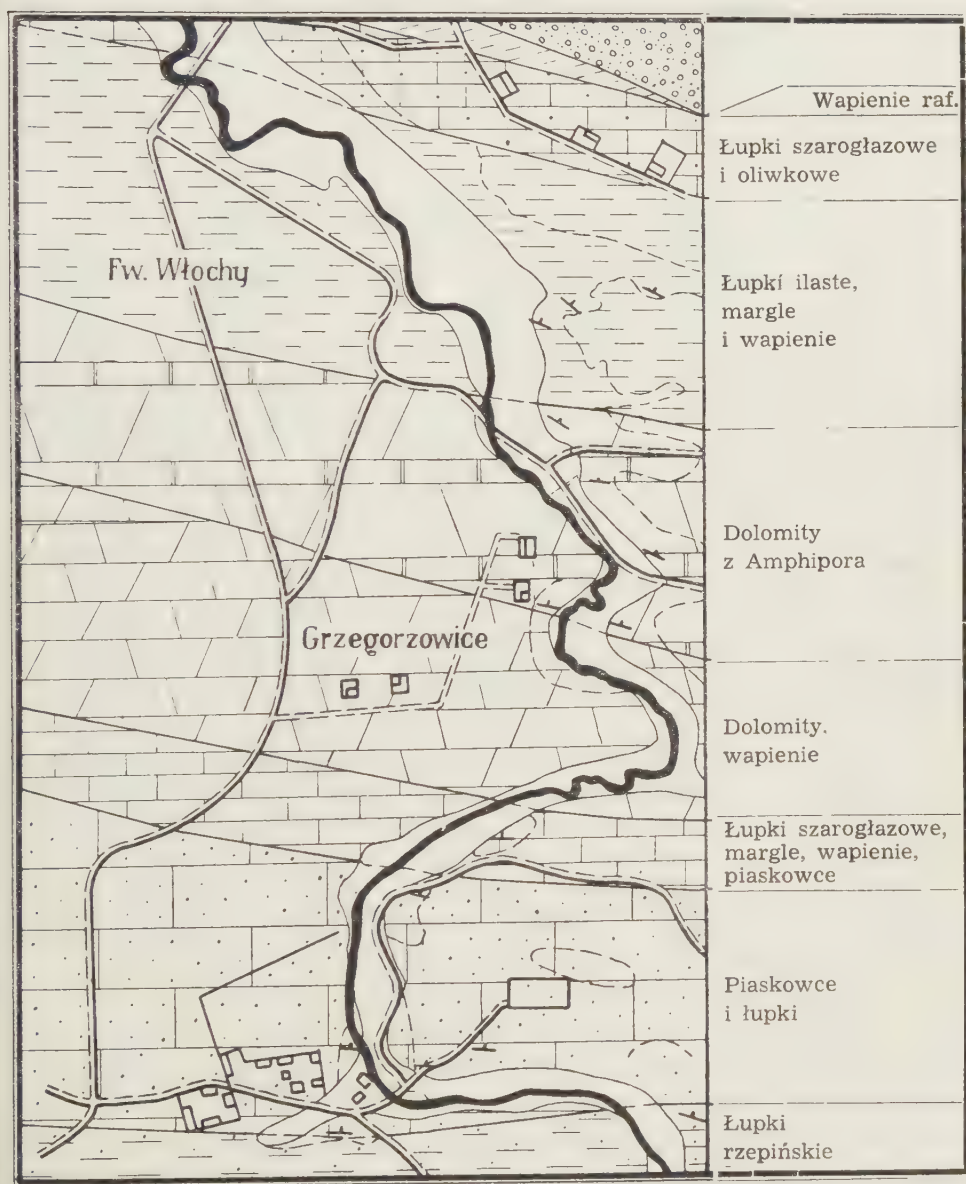 Wapienie raf.
Łupki szarogłazowe
i oliwkowe
Fw. Włochy
Łupki ilaste,
margle
i wapienie
Dolomity
z Amphipora
Grzegorzowice
Dolomity.
wapienie
Łupki szarogłazowe,
margle, wapienie,
piaskowce
Piaskowce
i łupki
Łupki
rzepińskie